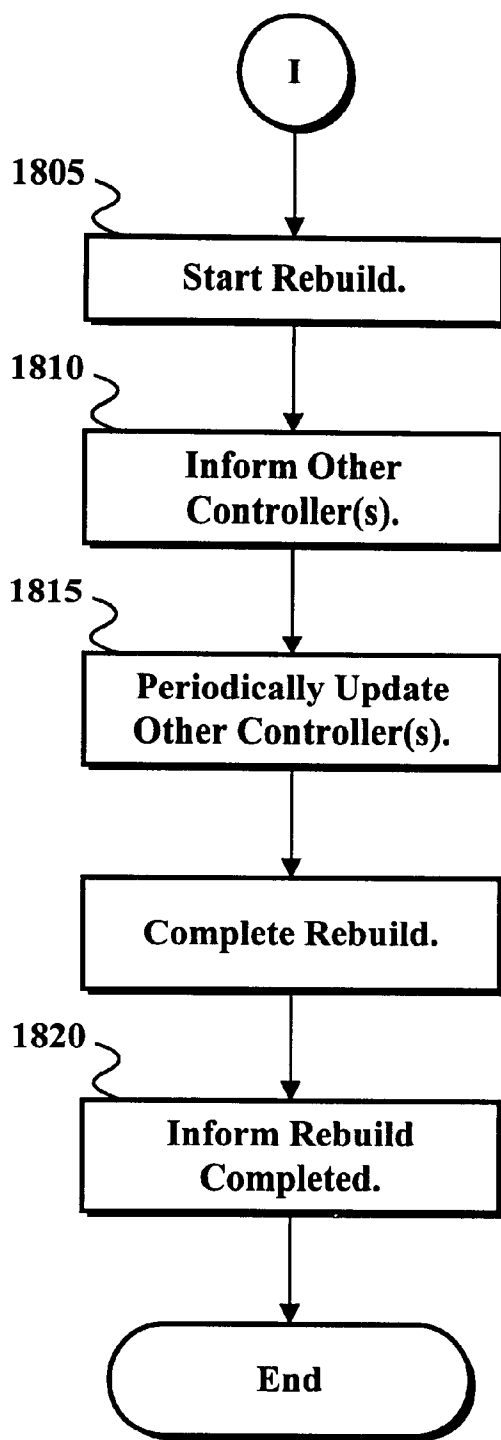 I
1805
Start Rebuild.
1810
Inform Other
Controller(s).
1815
Periodically Update
Other Controller(s).
Complete Rebuild.
1820
Inform Rebuild
Completed.
End